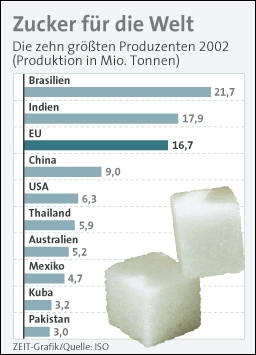 Zucker für die Welt
Die zehn größten Produzenten 2002
(Produktion in Mio. Tonnen)
Brasilien
21,7
Indien
17,9
EU
16,7
China
9,0
USA
6,3
Thailand
5,9
Australien
5,2
Mexiko
4,7
Kuba
3,2
Pakistan
3,0
ZEIT-Grafik/Quelle: ISO